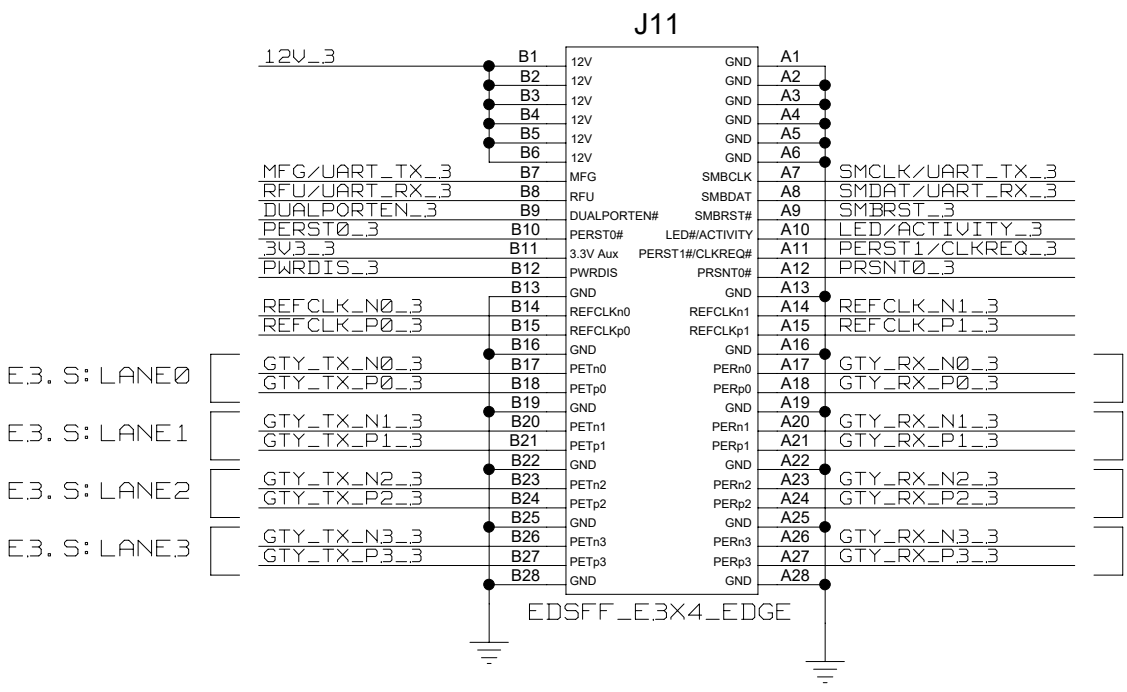 J11
12V_3 B1 12V GND A1
B2 12V GND A2
B3 12V GND A3
B4 12V GND A4
B5 12V GND A5
B6 12V GND A6
MFG/UART_TX_3 B7 MFG SMBCLK A7 SMCLK/UART_TX_3
RFU/UART_RX_3 B8 RFU SMBDAT A8 SMDAT/UART_RX_3
DUALPORTEN_3 B9 DUALPORTEN# SMBRST# A9 SMBRST_3
PERST0_3 B10 PERST0# LED#/ACTIVITY A10 LED/ACTIVITY_3
3V3_3 B11 3.3V Aux PERST1#/CLKREQ# A11 PERST1/CLKREQ_3
PWRDIS_3 B12 PWRDIS PRSNT0# A12 PRSNT0_3
B13 GND GND A13
REFCLK_N0_3 B14 REFCLKn0 REFCLKn1 A14 REFCLK_N1_3
REFCLK_P0_3 B15 REFCLKp0 REFCLKp1 A15 REFCLK_P1_3
B16 GND GND A16
E3.S:LANE0 GTY_TX_N0_3 B17 PETn0 PERn0 A17 GTY_RX_N0_3
GTY_TX_P0_3 B18 PETp0 PERp0 A18 GTY_RX_P0_3
B19 GND GND A19
E3.S:LANE1 GTY_TX_N1_3 B20 PETn1 PERn1 A20 GTY_RX_N1_3
GTY_TX_P1_3 B21 PETp1 PERp1 A21 GTY_RX_P1_3
B22 GND GND A22
E3.S:LANE2 GTY_TX_N2_3 B23 PETn2 PERn2 A23 GTY_RX_N2_3
GTY_TX_P2_3 B24 PETp2 PERp2 A24 GTY_RX_P2_3
B25 GND GND A25
E3.S:LANE3 GTY_TX_N3_3 B26 PETn3 PERn3 A26 GTY_RX_N3_3
GTY_TX_P3_3 B27 PETp3 PERp3 A27 GTY_RX_P3_3
B28 GND GND A28
EDSFF_E3X4_EDGE